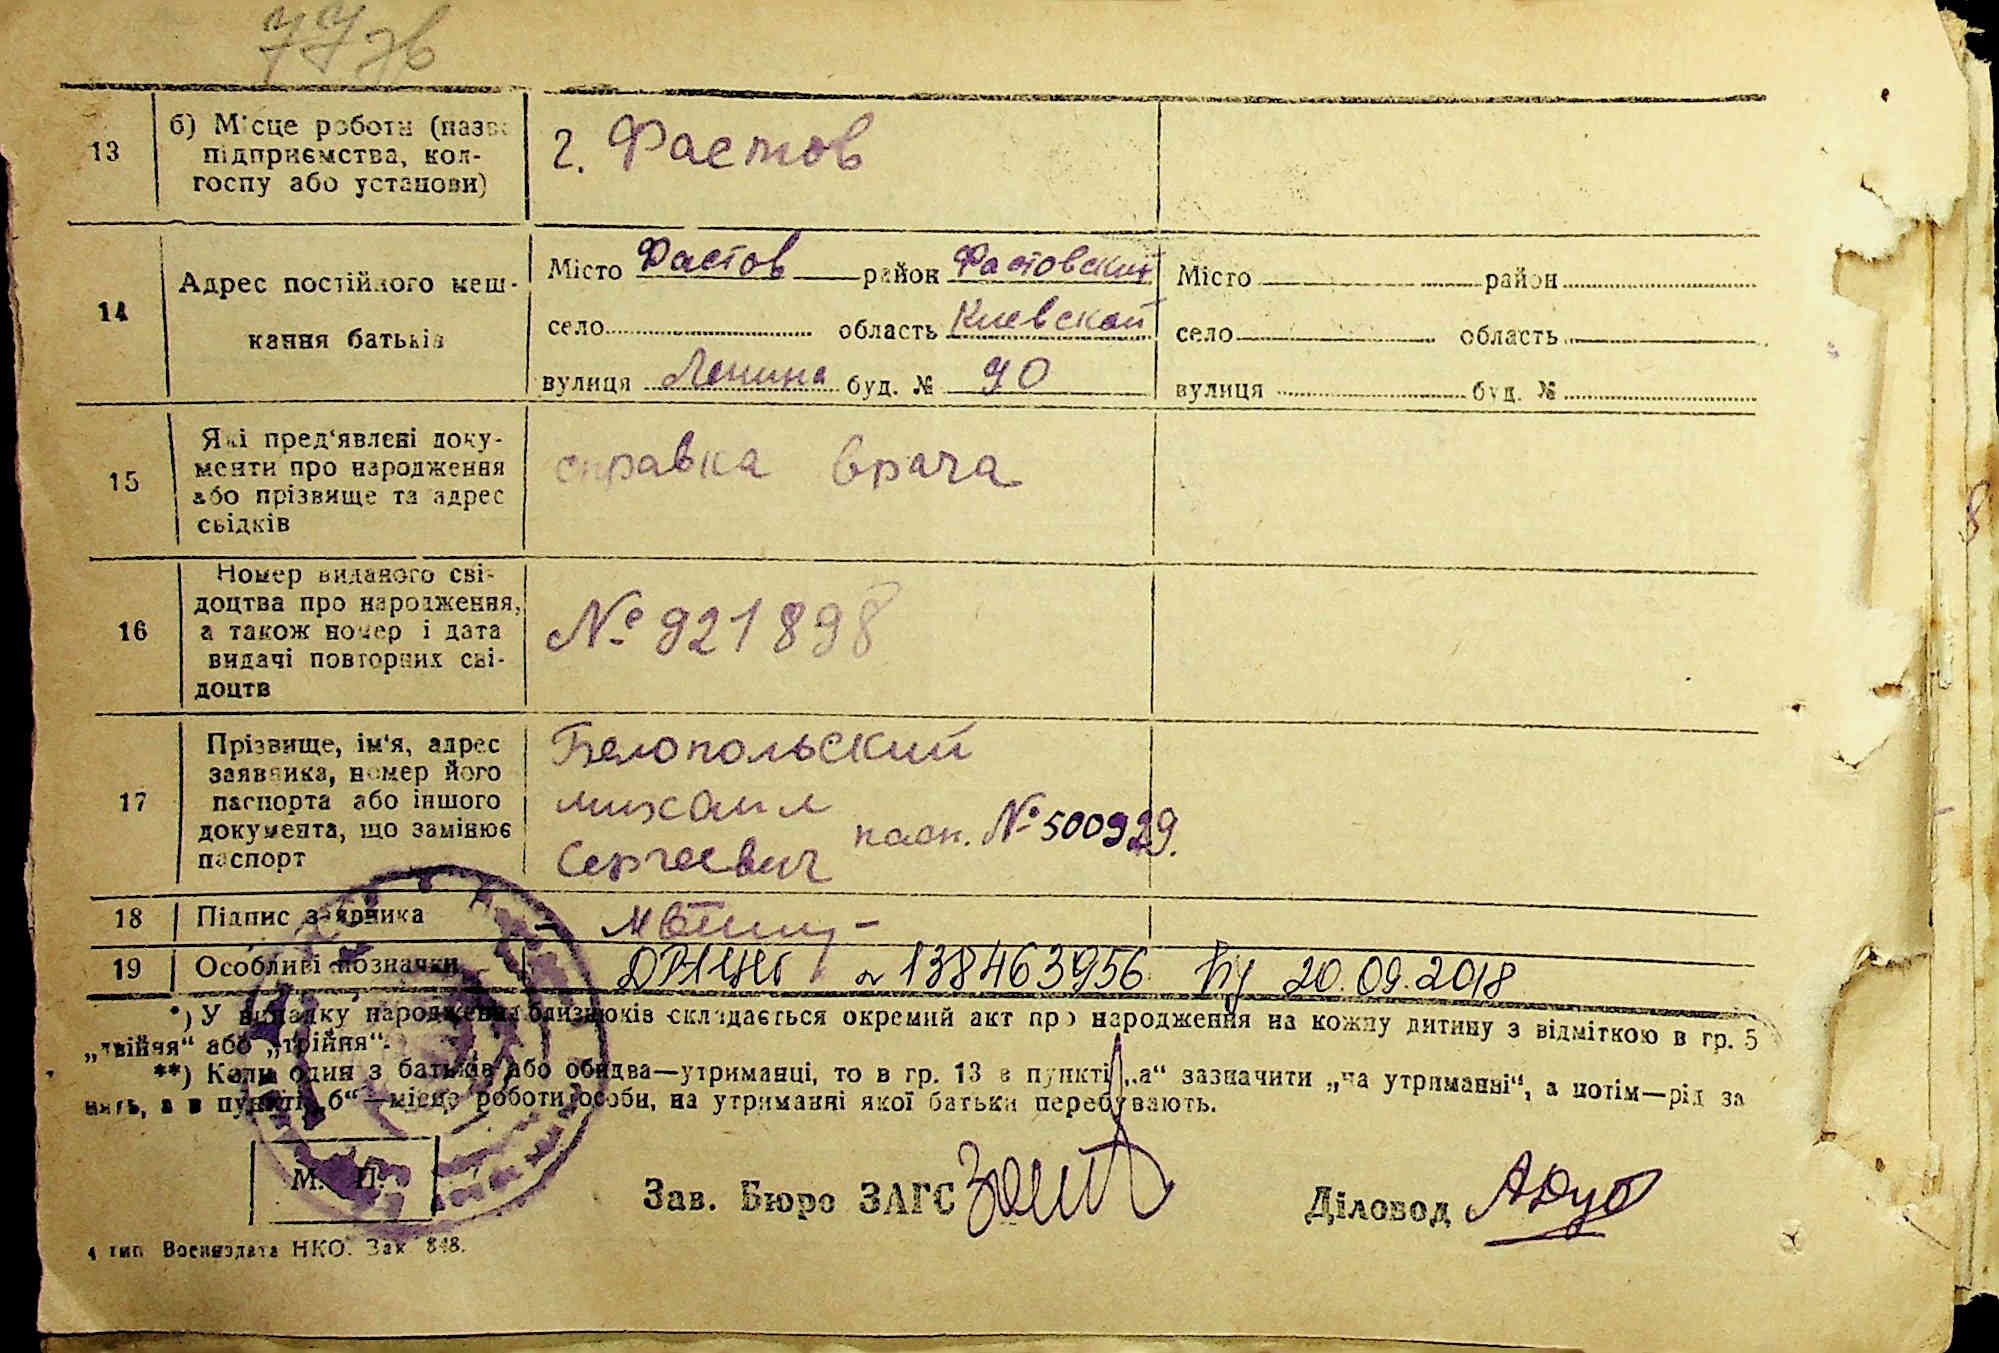 77 зв
13
б) Місце роботи (назва
підприємства, кол-
госпу або установи)
г. Фастов
14
Адрес постійного меш-
кання батьків
Місто Фастов район Фастовский
село область Киевской
вулиця Ленина буд. № 90
Місто район
село область
вулиця буд. №
15
Які пред'явлені доку-
менти про народження
або прізвище та адрес
свідків
справка врача
16
Номер виданого сві-
доцтва про народження,
а також номер і дата
видачі повторних сві-
доцтв
№ 921898
17
Прізвище, ім'я, адрес
заявника, номер його
паспорта або іншого
документа, що замінює
паспорт
Белопольский
михаил
Сергеевич пасп. № 500929.
18 Підпис заявника
19 Особливі позначки
№ 138463956 20.09.2018
*) У випадку народження близнюків складається окремий акт про народження на кожну дитину з відміткою в гр. 5
„двійня“ або „трійня“.
**) Коли один з батьків або обидва—утриманці, то в гр. 13 в пункті „а“ зазначити „на утриманні“, а потім—рід за
нять, а в пункті „б“—місце роботи особи, на утриманні якої батьки перебувають.
М. П.
Зав. Бюро ЗАГС
Діловод
4 тип Воениздата НКО. Зак 848.